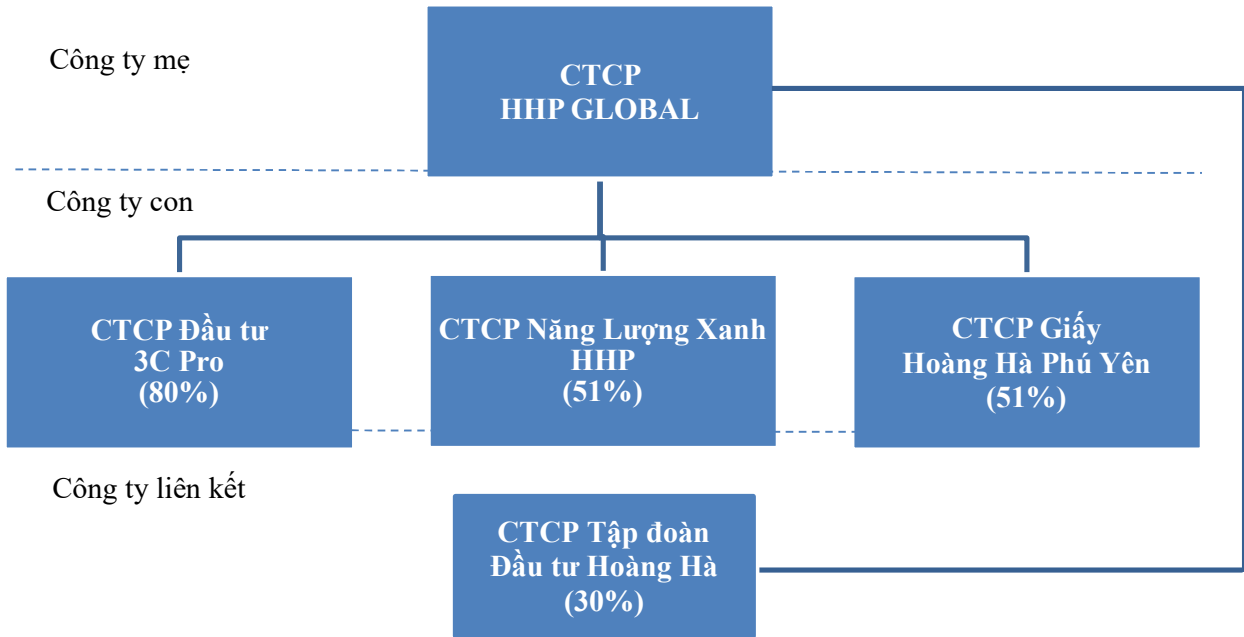 Công ty mẹ
CTCP
HHP GLOBAL
Công ty con
CTCP Đầu tư
3C Pro
(80%)
CTCP Năng Lượng Xanh
HHP
(51%)
CTCP Giấy
Hoàng Hà Phú Yên
(51%)
Công ty liên kết
CTCP Tập đoàn
Đầu tư Hoàng Hà
(30%)